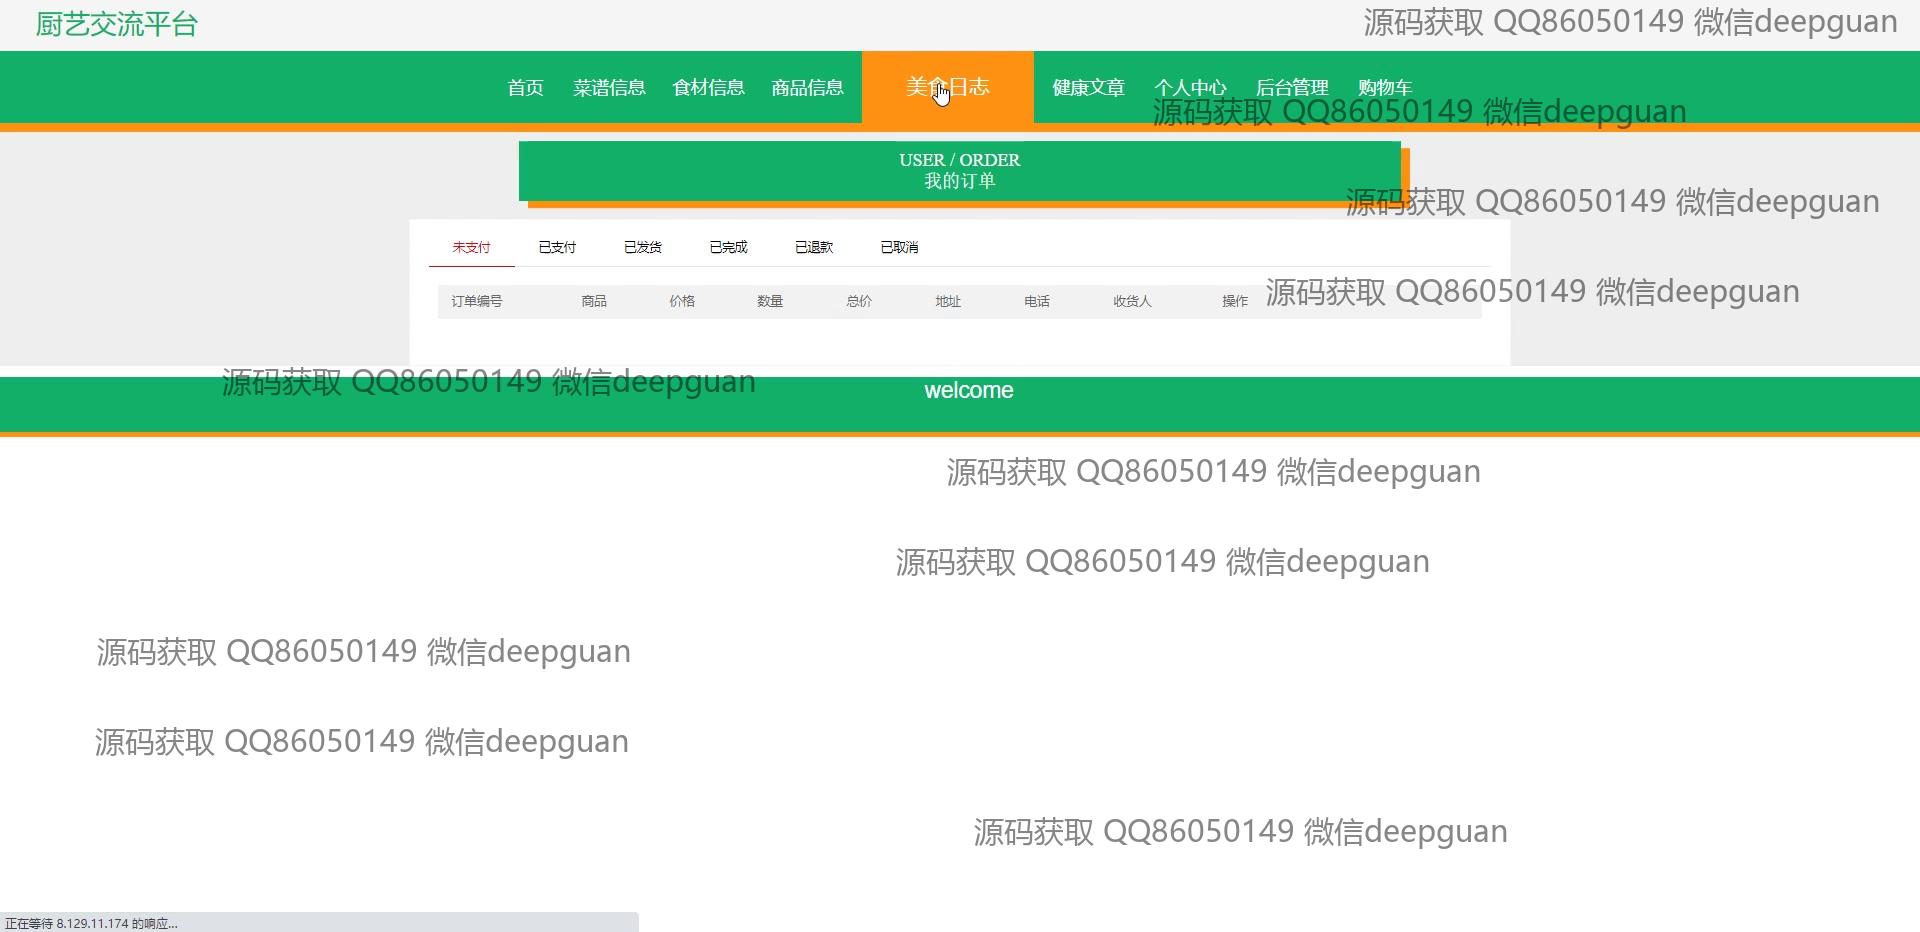 厨艺交流平台
源码获取 QQ86050149 微信deepguan
首页 菜谱信息 食材信息 商品信息 美食日志 健康文章 个人中心 后台管理 购物车
源码获取 QQ86050149 微信deepguan
USER / ORDER
我的订单
源码获取 QQ86050149 微信deepguan
未支付 已支付 已发货 已完成 已退款 已取消
订单编号 商品 价格 数量 总价 地址 电话 收货人 操作
源码获取 QQ86050149 微信deepguan
源码获取 QQ86050149 微信deepguan
welcome
源码获取 QQ86050149 微信deepguan
源码获取 QQ86050149 微信deepguan
源码获取 QQ86050149 微信deepguan
源码获取 QQ86050149 微信deepguan
源码获取 QQ86050149 微信deepguan
正在等待 8.129.11.174 的响应...